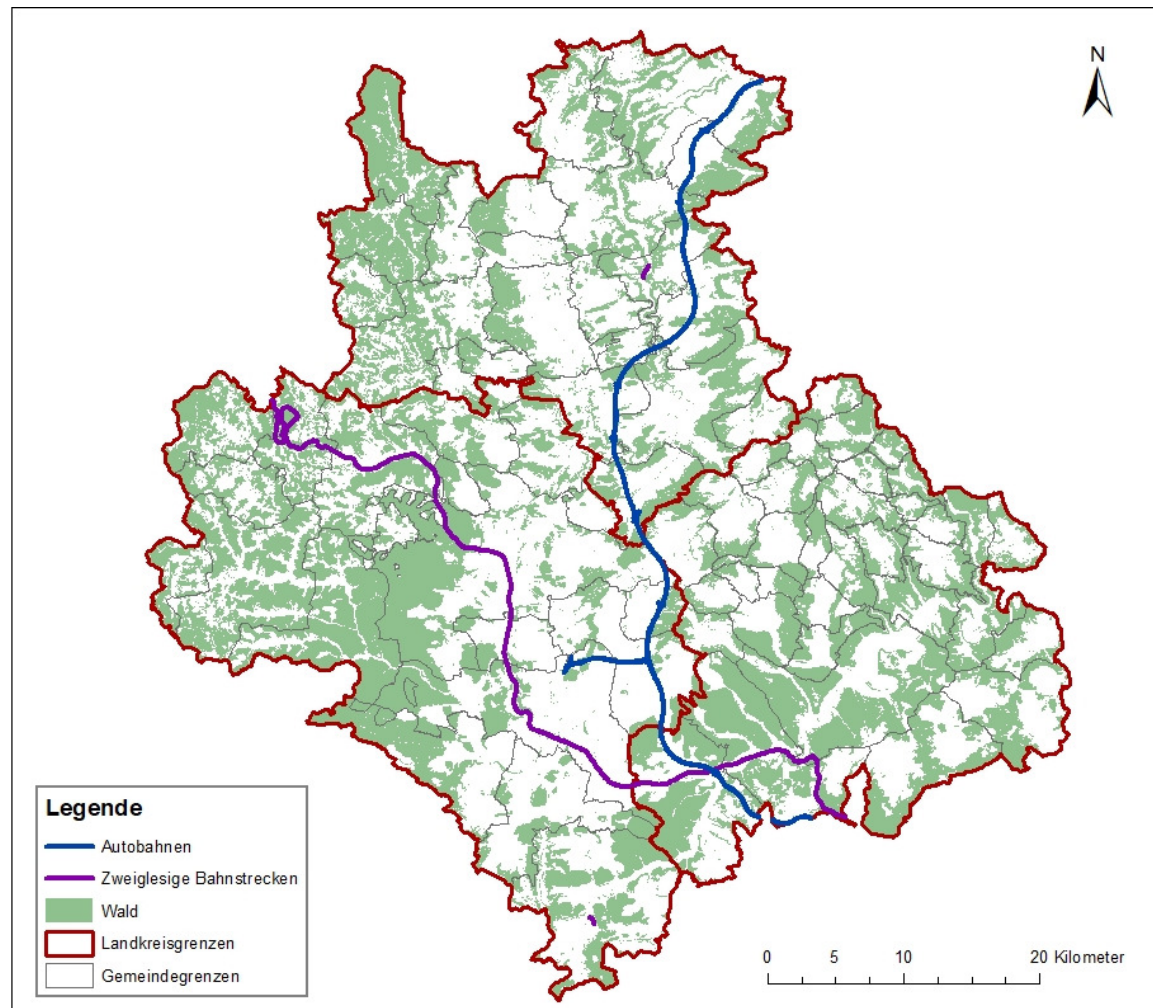 N
Legende
Autobahnen
Zweiglesige Bahnstrecken
Wald
Landkreisgrenzen
Gemeindegrenzen
0 5 10 20 Kilometer